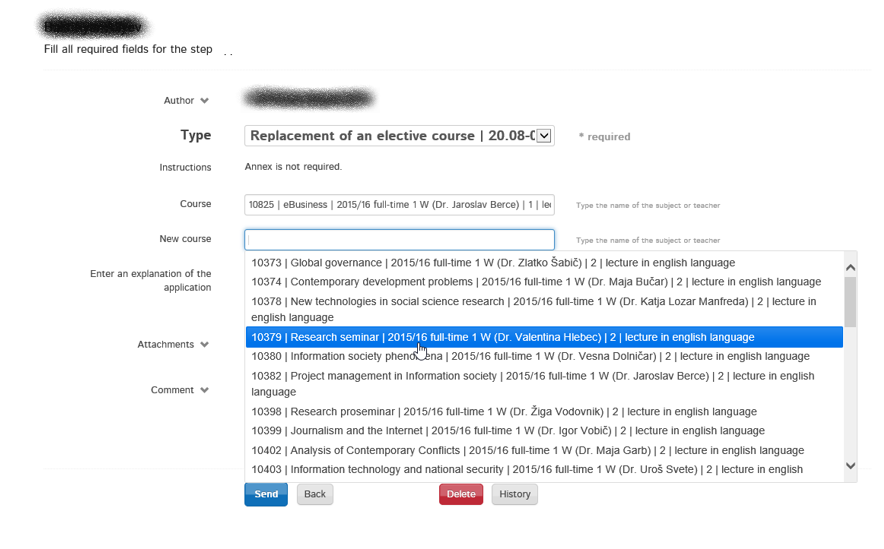 Fill all required fields for the step
Author
Type
Replacement of an elective course | 20.08-0
* required
Instructions
Annex is not required.
Course
10825 | eBusiness | 2015/16 full-time 1 W (Dr. Jaroslav Berce) | 1 | le
Type the name of the subject or teacher
New course
Type the name of the subject or teacher
10373 | Global governance | 2015/16 full-time 1 W (Dr. Zlatko Šabič) | 2 | lecture in english language
Enter an explanation of the
application
10374 | Contemporary development problems | 2015/16 full-time 1 W (Dr. Maja Bučar) | 2 | lecture in english language
10378 | New technologies in social science research | 2015/16 full-time 1 W (Dr. Katja Lozar Manfreda) | 2 | lecture in
english language
10379 | Research seminar | 2015/16 full-time 1 W (Dr. Valentina Hlebec) | 2 | lecture in english language
Attachments
10380 | Information society phenomena | 2015/16 full-time 1 W (Dr. Vesna Dolničar) | 2 | lecture in english language
10382 | Project management in Information society | 2015/16 full-time 1 W (Dr. Jaroslav Berce) | 2 | lecture in english
language
Comment
10398 | Research proseminar | 2015/16 full-time 1 W (Dr. Žiga Vodovnik) | 2 | lecture in english language
10399 | Journalism and the Internet | 2015/16 full-time 1 W (Dr. Igor Vobič) | 2 | lecture in english language
10402 | Analysis of Contemporary Conflicts | 2015/16 full-time 1 W (Dr. Maja Garb) | 2 | lecture in english language
10403 | Information technology and national security | 2015/16 full-time 1 W (Dr. Uroš Svete) | 2 | lecture in english
Send
Back
Delete
History